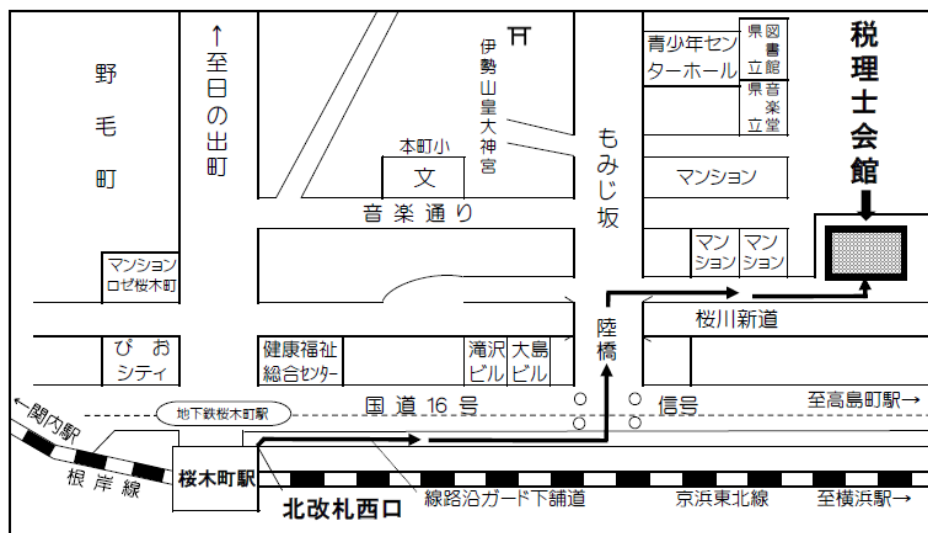 野毛町
↑至日の出町
伊勢山皇大神宮
本町小
文
音楽通り
もみじ坂
青少年セン
ターホール
県立
図書館
県立
音楽堂
マンション
税理士会館
マンション
ロゼ桜木町
マン
ション
マン
ション
桜川新道
ぴお
シティ
健康福祉
総合センター
滝沢
ビル
大島
ビル
陸橋
←関内駅
地下鉄桜木町駅
国道16号
信号
至高島町駅→
根岸線
桜木町駅
北改札西口
線路沿ガード下舗道
京浜東北線
至横浜駅→